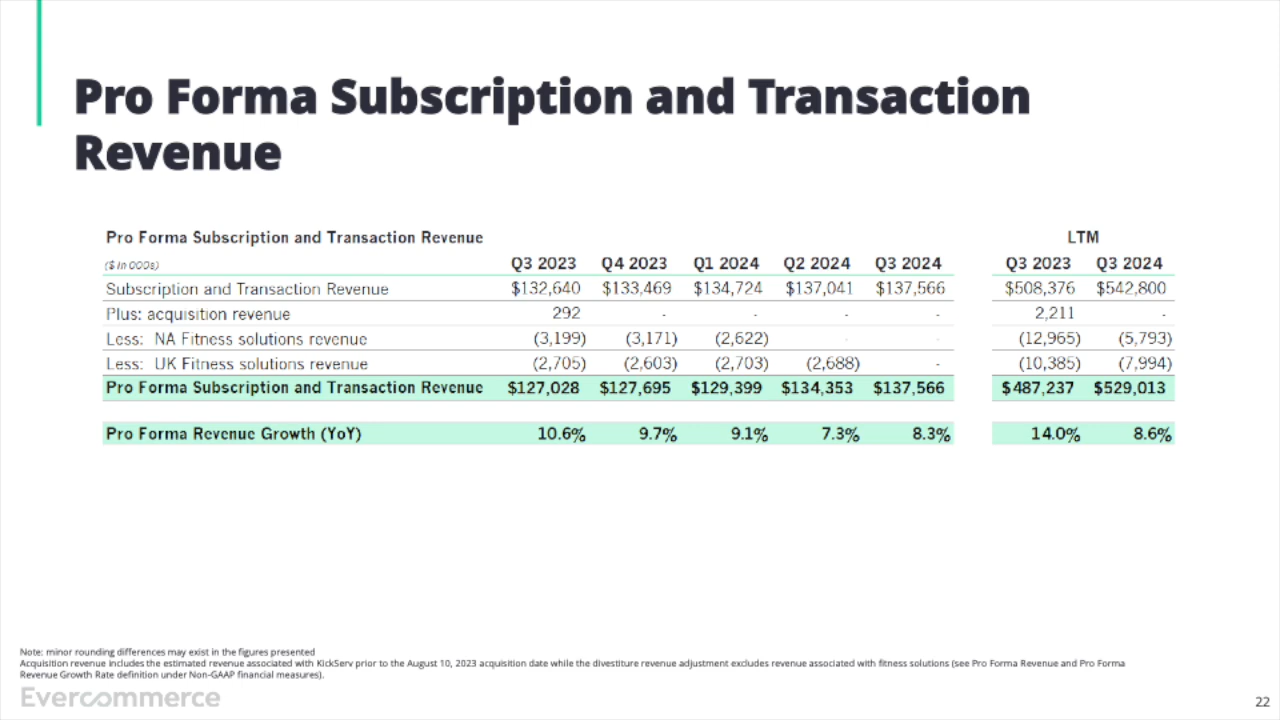 Pro Forma Subscription and Transaction
Revenue
Pro Forma Subscription and Transaction Revenue LTM
($ in 000s) Q3 2023 Q4 2023 Q1 2024 Q2 2024 Q3 2024 Q3 2023 Q3 2024
Subscription and Transaction Revenue $132,640 $133,469 $134,724 $137,041 $137,566 $508,376 $542,800
Plus: acquisition revenue 292 - - - - 2,211 -
Less: NA Fitness solutions revenue (3,199) (3,171) (2,622) - - (12,965) (5,793)
Less: UK Fitness solutions revenue (2,705) (2,603) (2,703) (2,688) - (10,385) (7,994)
Pro Forma Subscription and Transaction Revenue $127,028 $127,695 $129,399 $134,353 $137,566 $487,237 $529,013
Pro Forma Revenue Growth (YoY) 10.6% 9.7% 9.1% 7.3% 8.3% 14.0% 8.6%
Note: minor rounding differences may exist in the figures presented
Acquisition revenue includes the estimated revenue associated with KickServ prior to the August 10, 2023 acquisition date while the divestiture revenue adjustment excludes revenue associated with fitness solutions (see Pro Forma Revenue and Pro Forma
Revenue Growth Rate definition under Non-GAAP financial measures).
Evercommerce
22